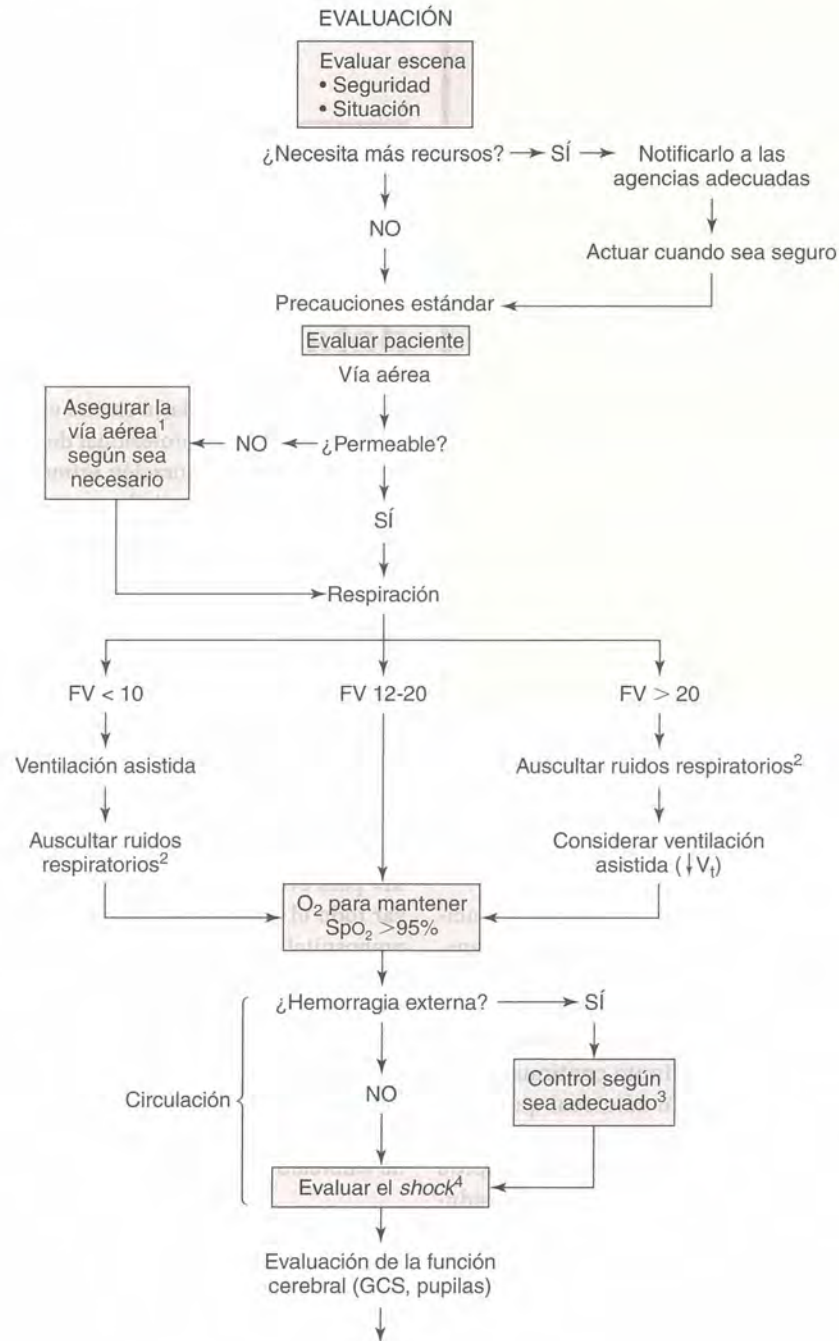 EVALUACIÓN
Evaluar escena
• Seguridad
• Situación
¿Necesita más recursos?
SÍ
Notificarlo a las
agencias adecuadas
NO
Actuar cuando sea seguro
Precauciones estándar
Evaluar paciente
Vía aérea
Asegurar la
vía aérea1
según sea
necesario
NO
¿Permeable?
SÍ
Respiración
FV < 10
FV 12-20
FV > 20
Ventilación asistida
Auscultar ruidos respiratorios2
Auscultar ruidos
respiratorios2
Considerar ventilación
asistida (↓Vt)
O2 para mantener
SpO2 >95%
¿Hemorragia externa?
SÍ
Circulación
NO
Control según
sea adecuado3
Evaluar el shock4
Evaluación de la función
cerebral (GCS, pupilas)